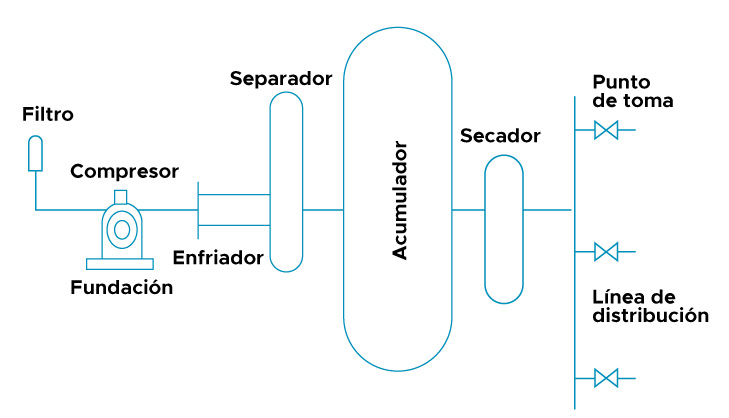 Filtro
Compresor
Fundación
Enfriador
Separador
Acumulador
Secador
Punto
de toma
Línea de
distribución